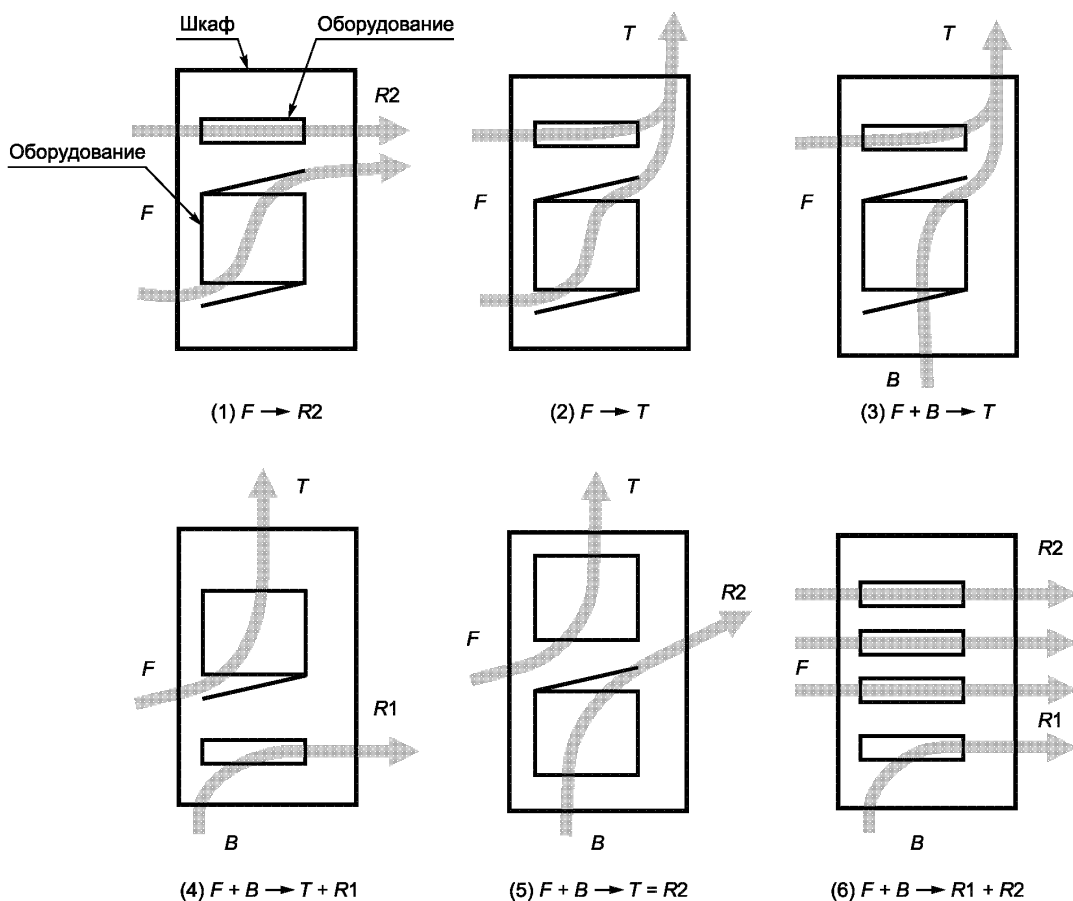 Шкаф
Оборудование
T
T
R2
Оборудование
F
F
F
B
(1) F → R2
(2) F → T
(3) F + B → T
T
T
R2
R2
F
F
F
R1
R1
B
B
B
(4) F + B → T + R1
(5) F + B → T = R2
(6) F + B → R1 + R2